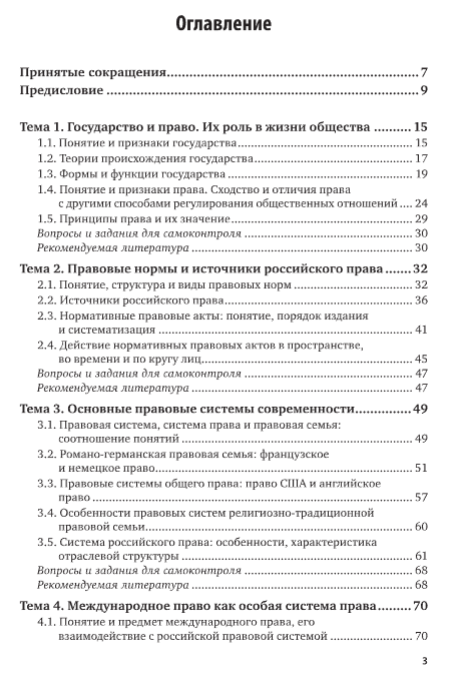 Оглавление
Принятые сокращения.......7
Предисловие.......9
Тема 1. Государство и право. Их роль в жизни общества.......15
1.1. Понятие и признаки государства.......15
1.2. Теории происхождения государства.......17
1.3. Формы и функции государства.......19
1.4. Понятие и признаки права. Сходство и отличия права
с другими способами регулирования общественных отношений.......24
1.5. Принципы права и их значение.......29
Вопросы и задания для самоконтроля.......30
Рекомендуемая литература.......30
Тема 2. Правовые нормы и источники российского права.......32
2.1. Понятие, структура и виды правовых норм.......32
2.2. Источники российского права.......36
2.3. Нормативные правовые акты: понятие, порядок издания
и систематизация.......41
2.4. Действие нормативных правовых актов в пространстве,
во времени и по кругу лиц.......45
Вопросы и задания для самоконтроля.......47
Рекомендуемая литература.......47
Тема 3. Основные правовые системы современности.......49
3.1. Правовая система, система права и правовая семья:
соотношение понятий.......49
3.2. Романо-германская правовая семья: французское
и немецкое право.......51
3.3. Правовые системы общего права: право США и английское
право.......57
3.4. Особенности правовых систем религиозно-традиционной
правовой семьи.......60
3.5. Система российского права: особенности, характеристика
отраслевой структуры.......61
Вопросы и задания для самоконтроля.......68
Рекомендуемая литература.......68
Тема 4. Международное право как особая система права.......70
4.1. Понятие и предмет международного права, его
взаимодействие с российской правовой системой.......70
3